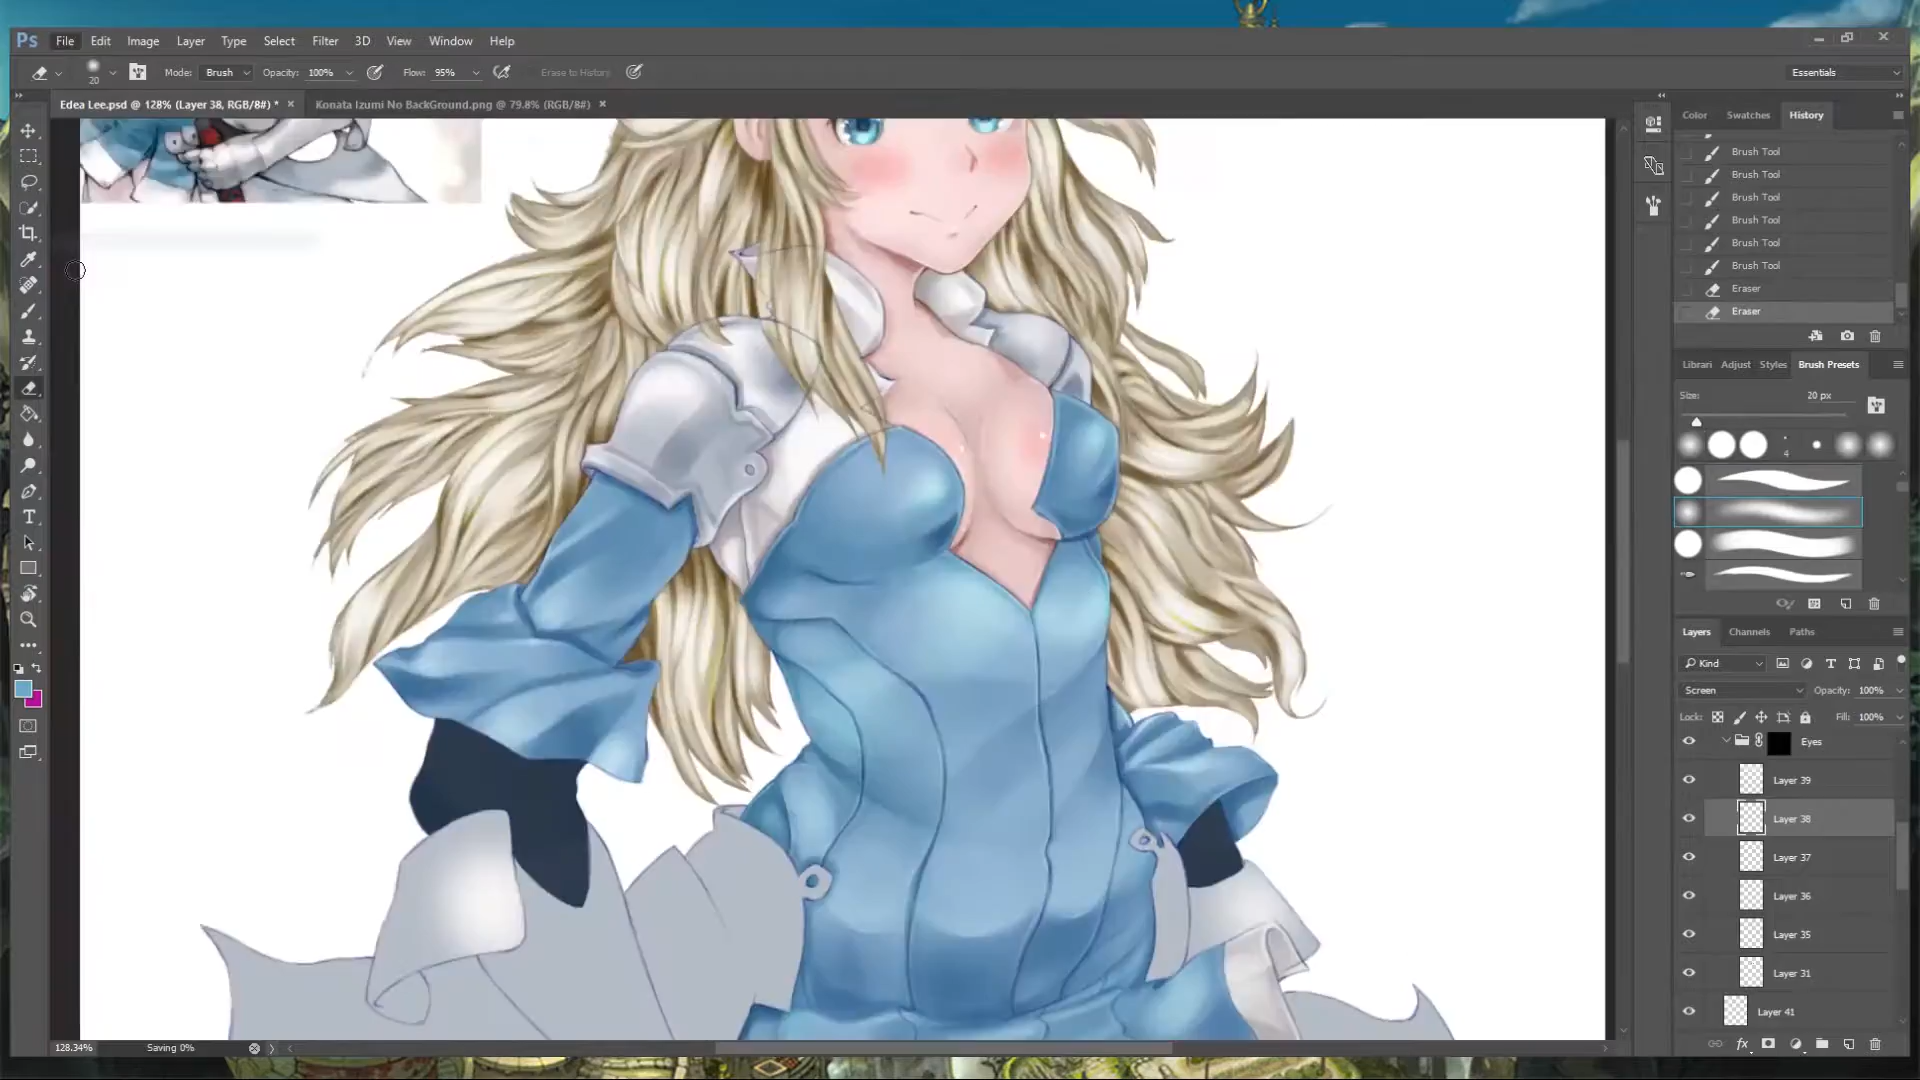 Ps File Edit Image Layer Type Select Filter 3D View Window Help
20 Mode: Brush Opacity: 100% Flow: 95% Erase to History Essentials
Edea Lee.psd @ 128% (Layer 38, RGB/8#) * × Konata Izumi No BackGround.png @ 79.8% (RGB/8#) ×
Color Swatches History
Brush Tool
Brush Tool
Brush Tool
Brush Tool
Brush Tool
Brush Tool
Eraser
Eraser
Librari Adjust Styles Brush Presets
Size: 20 px
4
Layers Channels Paths
Kind
Screen Opacity: 100%
Lock: Fill: 100%
Eyes
Layer 39
Layer 38
Layer 37
Layer 36
Layer 35
Layer 31
Layer 41
128.34% Saving 0%
fx